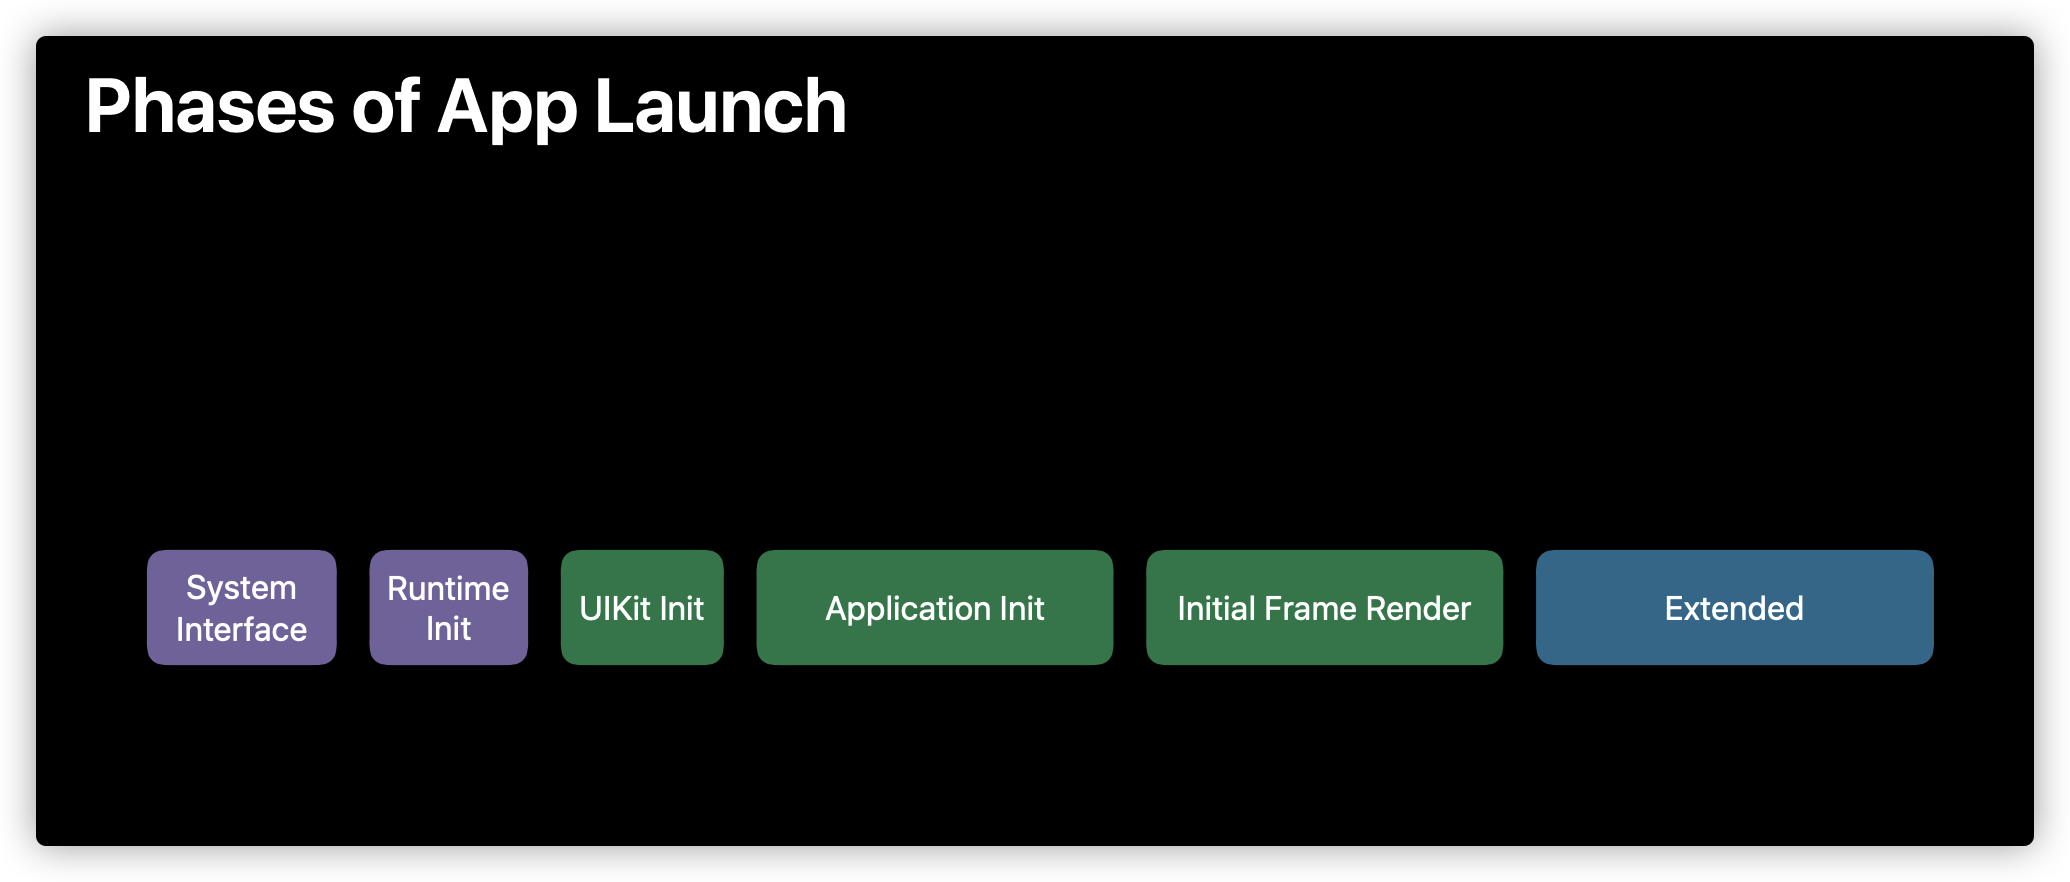 Phases of App Launch
System
Interface
Runtime
Init
UIKit Init
Application Init
Initial Frame Render
Extended